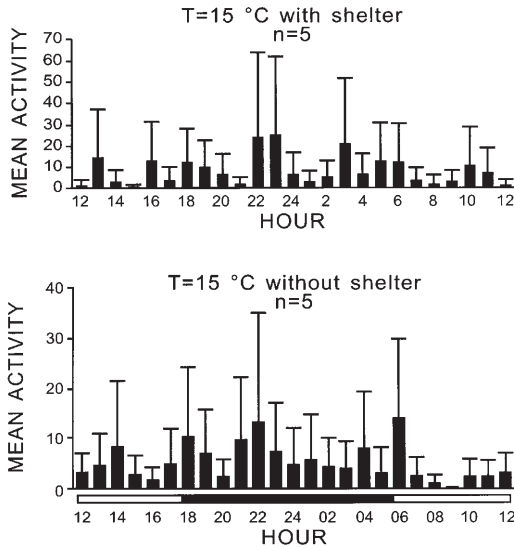 T=15 °C with shelter
n=5
MEAN ACTIVITY
70
60
50
40
30
20
10
0
12 14 16 18 20 22 24 2 4 6 8 10 12
HOUR
T=15 °C without shelter
n=5
MEAN ACTIVITY
40
30
20
10
0
12 14 16 18 20 22 24 02 04 06 08 10 12
HOUR